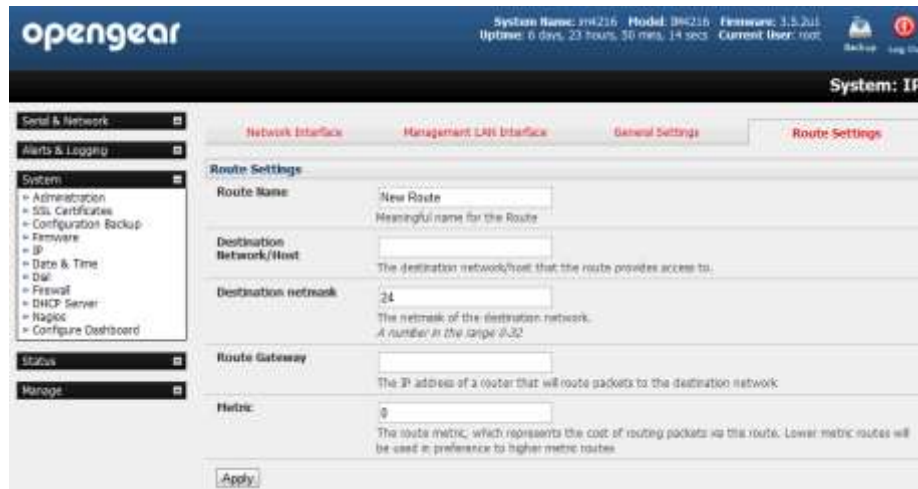 opengear
System Name: im4216 Model: IM4216 Firmware: 3.5.2u1
Uptime: 6 days, 23 hours, 50 mins, 14 secs Current User: root
Backup
Log
System: IP
Serial & Network
Alerts & Logging
System
Administration
SSL Certificates
Configuration Backup
Firmware
IP
Date & Time
Dial
Firewall
DHCP Server
Nagios
Configure Dashboard
Status
Manage
Network Interface
Management LAN Interface
General Settings
Route Settings
Route Settings
Route Name
New Route
Meaningful name for the Route
Destination
Network/Host
The destination network/host that the route provides access to.
Destination netmask
24
The netmask of the destination network.
A number in the range 0-32
Route Gateway
The IP address of a router that will route packets to the destination network
Metric
0
The route metric, which represents the cost of routing packets via this route. Lower metric routes will
be used in preference to higher metric routes
Apply